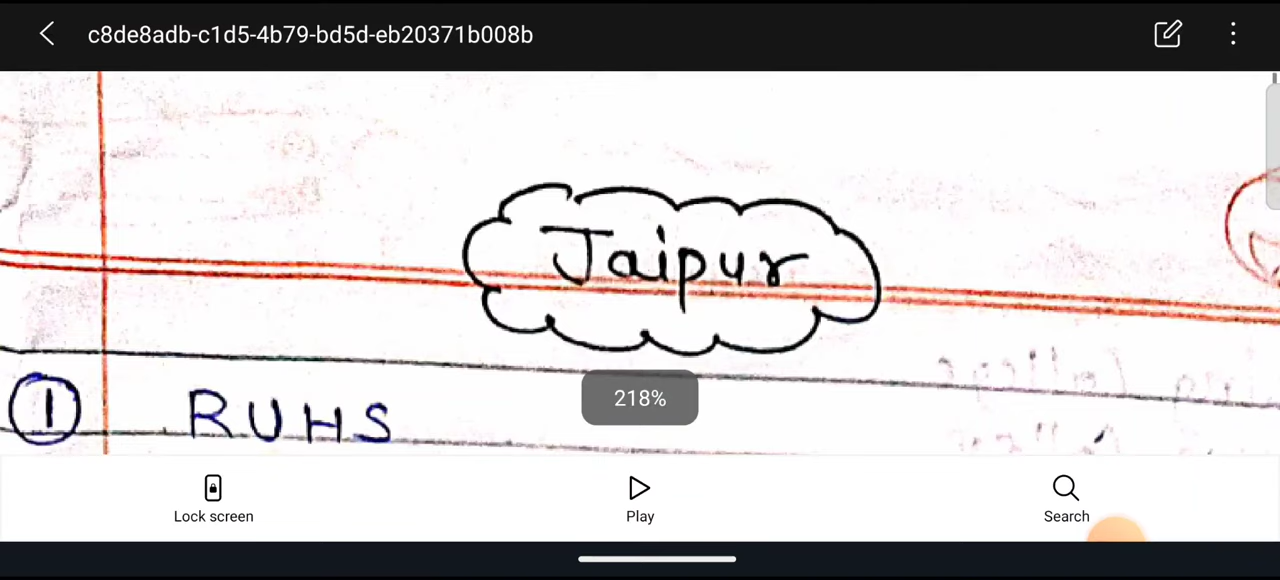 c8de8adb-c1d5-4b79-bd5d-eb20371b008b
Jaipur
① RUHS
218%
Lock screen
Play
Search